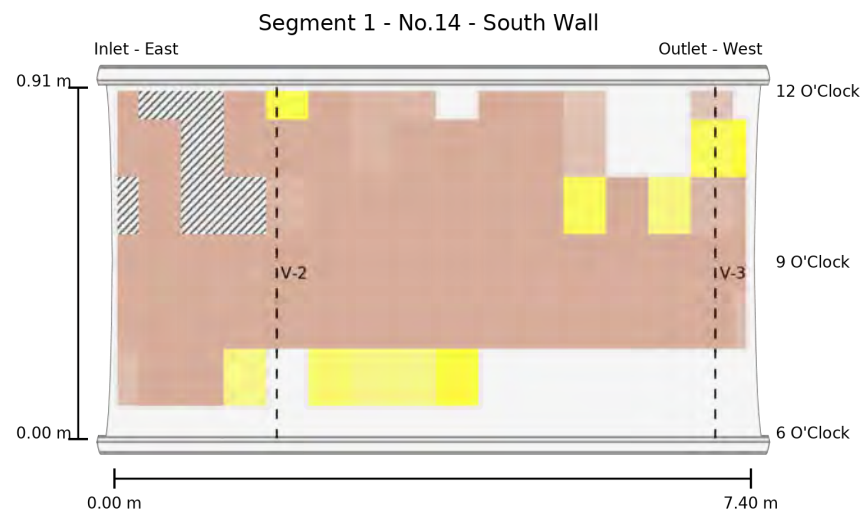 Segment 1 - No.14 - South Wall
Inlet - East
Outlet - West
0.91 m
12 O'Clock
9 O'Clock
V-2
V-3
0.00 m
6 O'Clock
0.00 m
7.40 m